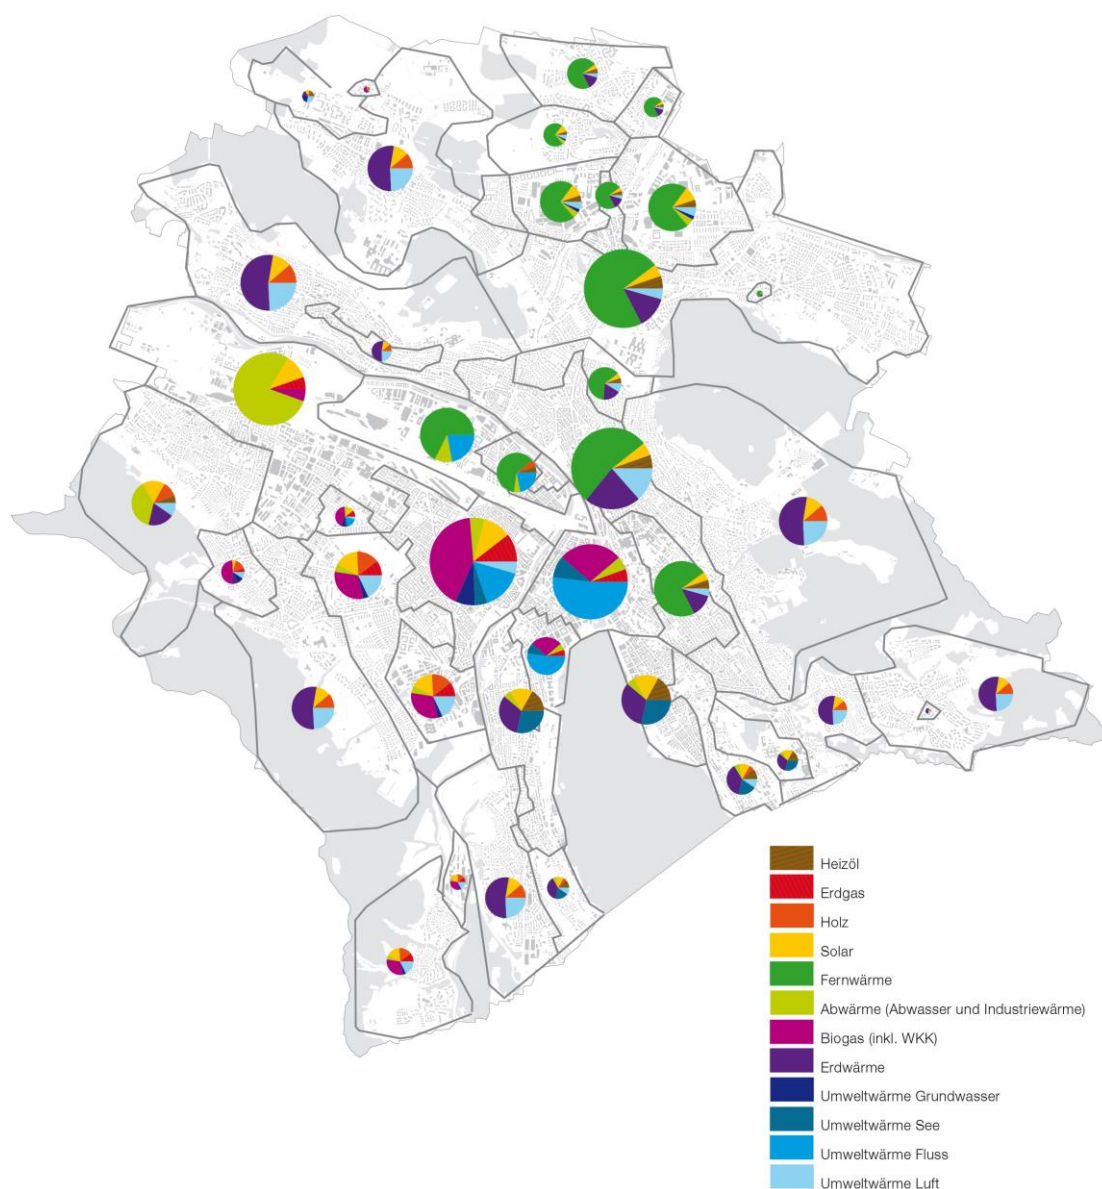 Heizöl
Erdgas
Holz
Solar
Fernwärme
Abwärme (Abwasser und Industriewärme)
Biogas (inkl. WKK)
Erdwärme
Umweltwärme Grundwasser
Umweltwärme See
Umweltwärme Fluss
Umweltwärme Luft